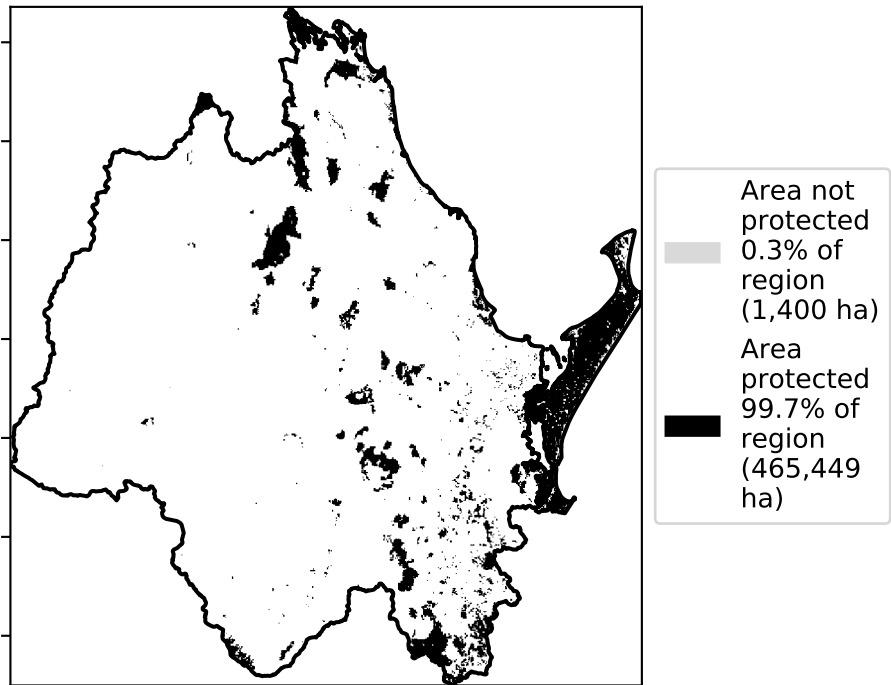 Area not
protected
0.3% of
region
(1,400 ha)
Area
protected
99.7% of
region
(465,449
ha)